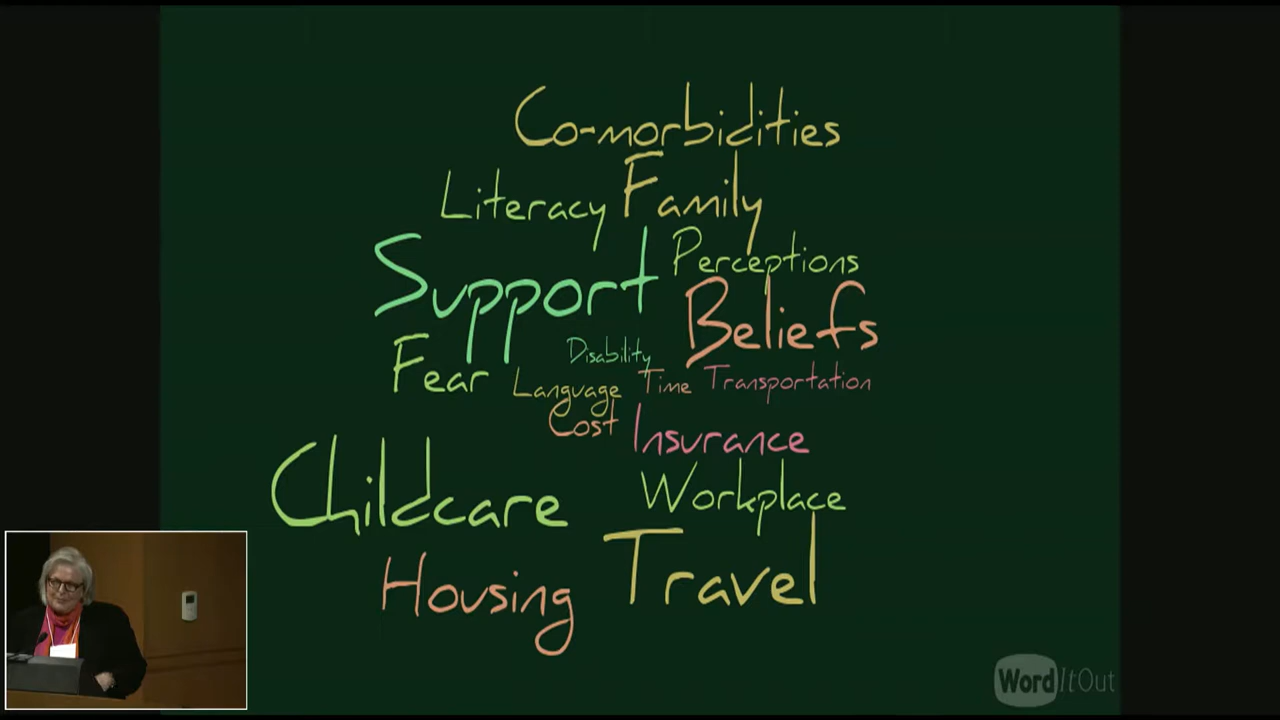 Co-morbidities
Literacy Family
Support Perceptions
Beliefs
Disability
Fear Language Time Transportation
Cost Insurance
Childcare Workplace
Housing Travel
WordItOut